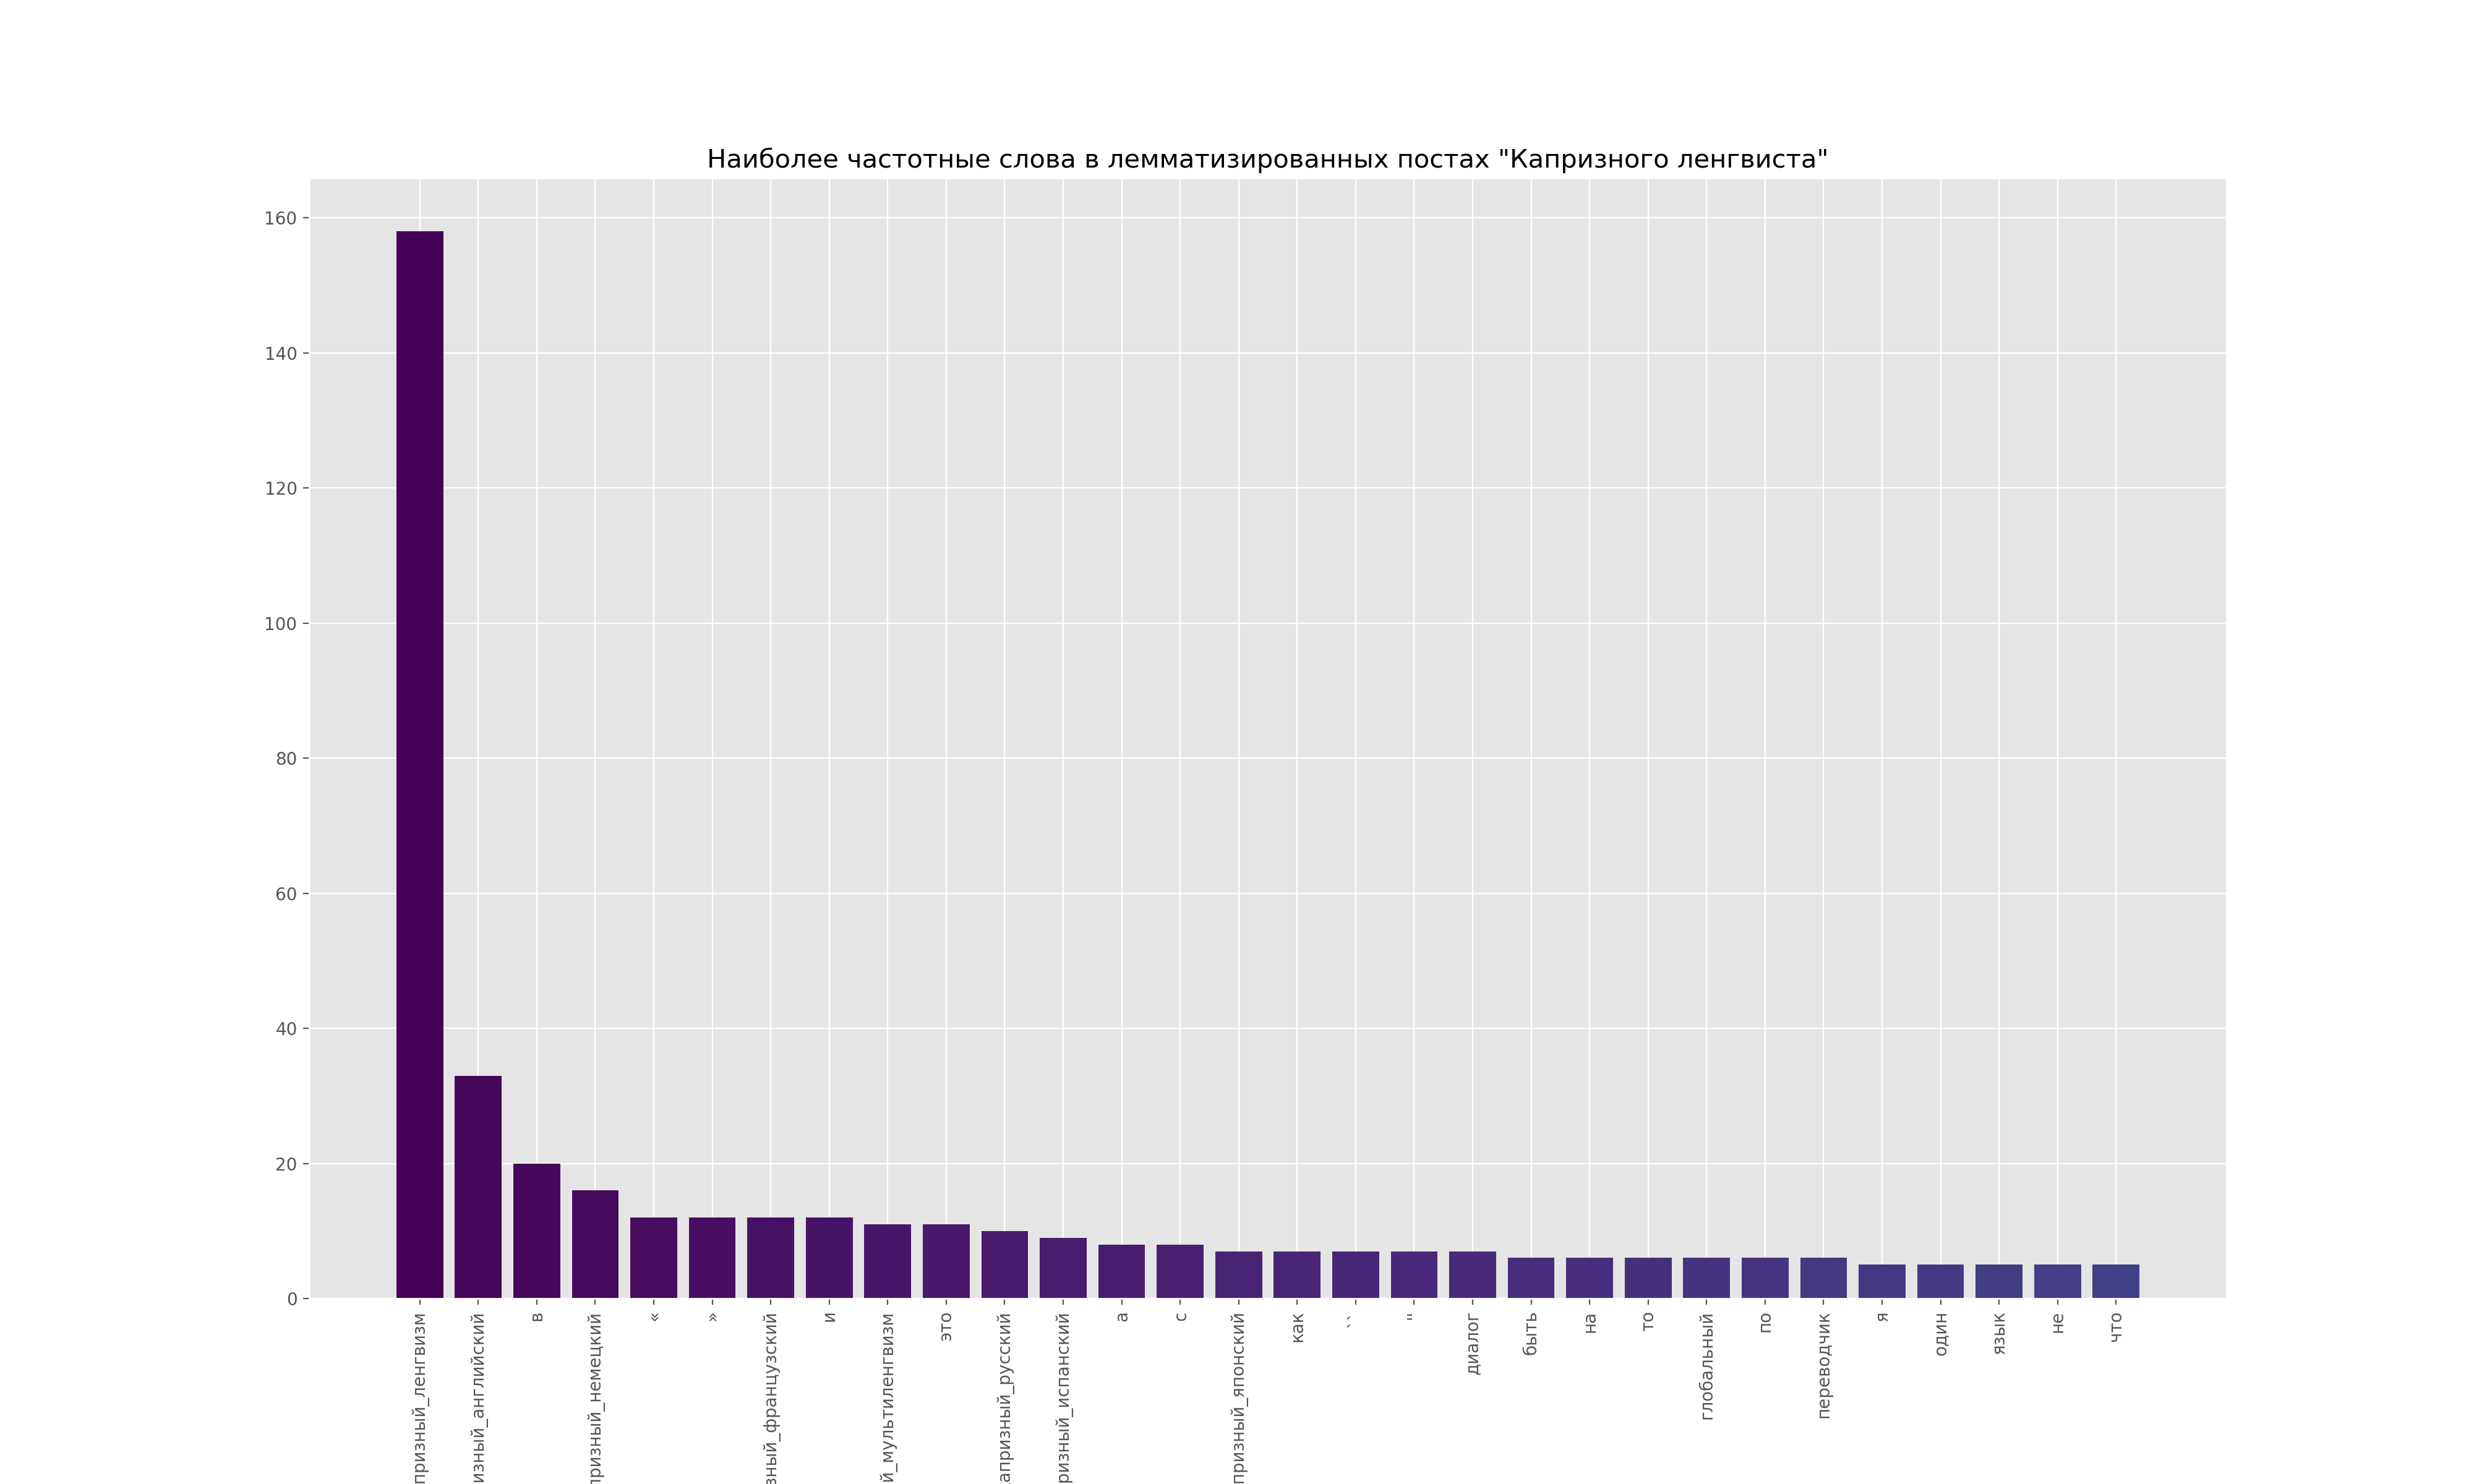 Наиболее частотные слова в лемматизированных постах "Капризного ленгвиста"
160
140
120
100
80
60
40
20
0
призный_ленгвизм
изный_английский
в
призный_немецкий
«
»
зный_французский
и
й_мультиленгвизм
это
апризный_русский
ризный_испанский
а
с
призный_японский
как
``
"
диалог
быть
на
то
глобальный
по
переводчик
я
один
язык
не
что